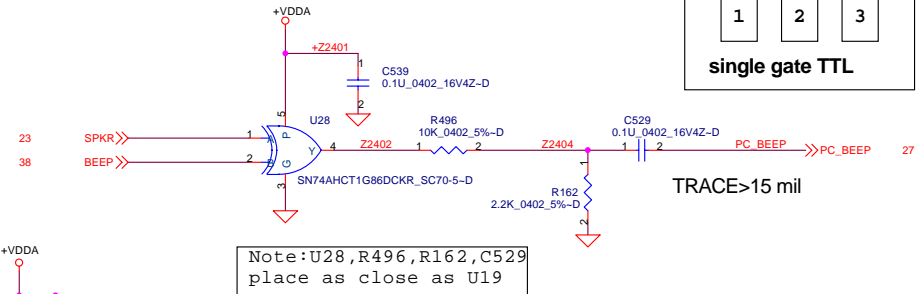 +VDDA
1 2 3
single gate TTL
+Z2401
1
C539
0.1U_0402_16V4Z~D
2
5
U28
P
23 SPKR 1 A
38 BEEP 2 B
Y 4
G
3
SN74AHCT1G86DCKR_SC70-5~D
Z2402
R496
10K_0402_5%~D
1 2
Z2404
C529
0.1U_0402_16V4Z~D
1 2
PC_BEEP
PC_BEEP 27
TRACE>15 mil
1
R162
2.2K_0402_5%~D
2
+VDDA
Note:U28,R496,R162,C529
place as close as U19